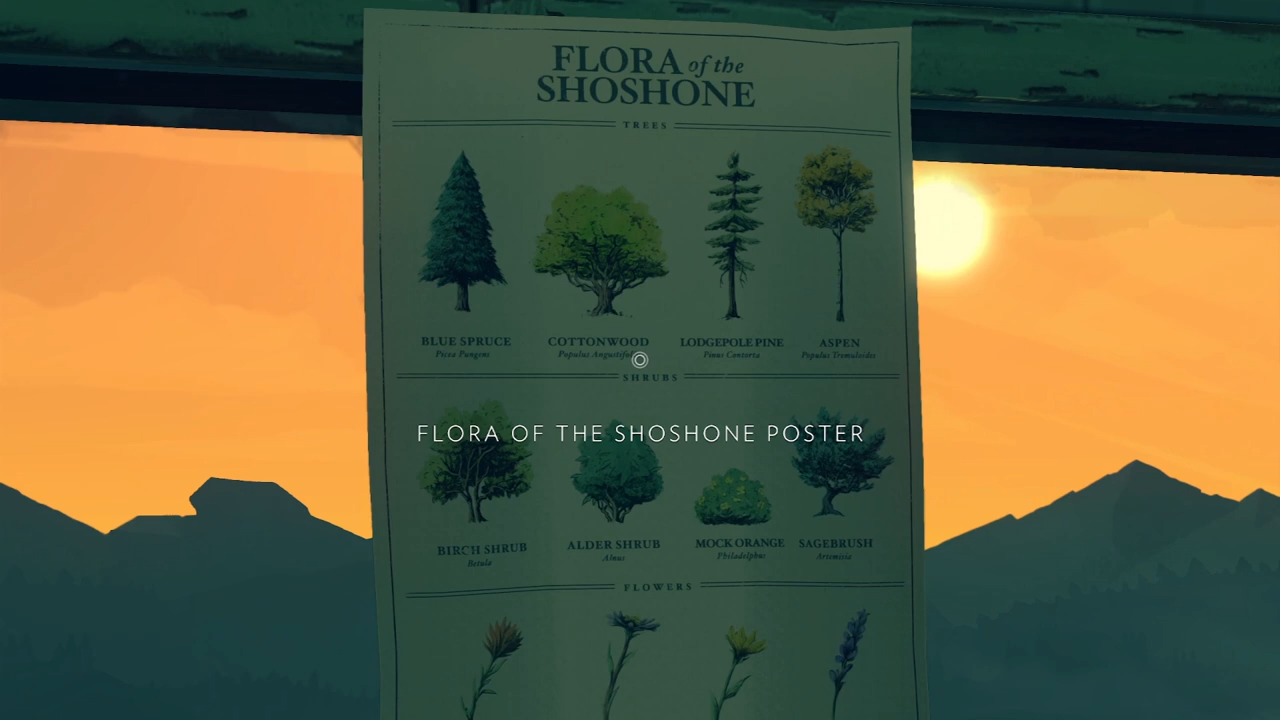 FLORA of the
SHOSHONE
TREES
BLUE SPRUCE COTTONWOOD LODGEPOLE PINE ASPEN
Picea Pungens Populus Pinus Contorta Populus Tremuloides
SHRUBS
FLORA OF THE SHOSHONE POSTER
BIRCH SHRUB ALDER SHRUB MOCK ORANGE SAGEBRUSH
Betula Alnus Philadelphus Artemisia
FLOWERS